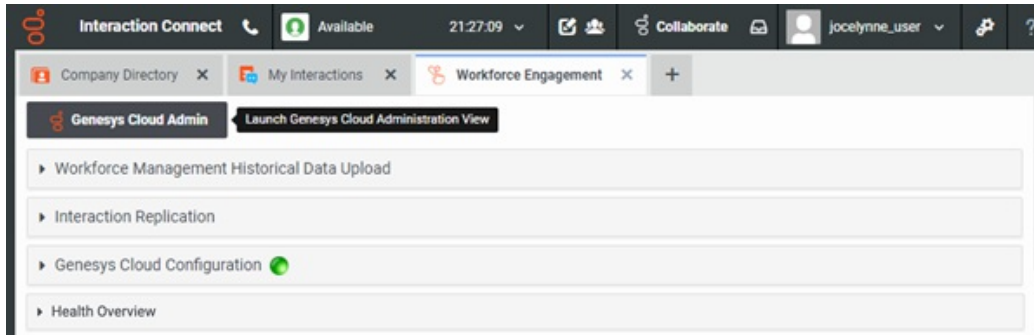 Interaction Connect Available 21:27:09 Collaborate jocelynne_user ?
Company Directory My Interactions Workforce Engagement
Genesys Cloud Admin Launch Genesys Cloud Administration View
Workforce Management Historical Data Upload
Interaction Replication
Genesys Cloud Configuration
Health Overview